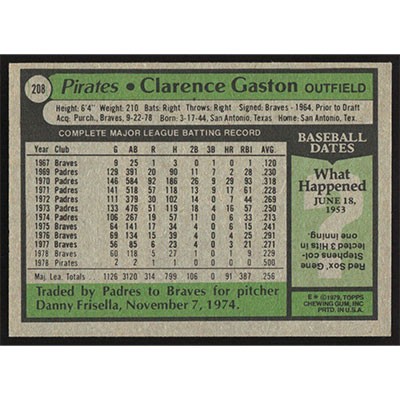 208
Pirates • Clarence Gaston OUTFIELD
Height: 6'4" Weight: 210 Bats: Right Throws: Right Signed: Braves - 1964, Prior to Draft
Acq. Purch., Braves, 9-22-78 Born: 3-17-44, San Antonio, Texas Home: San Antonio, Tex.
COMPLETE MAJOR LEAGUE BATTING RECORD
Year Club G AB R H 2B 3B HR RBI AVG.
1967 Braves 9 25 1 3 0 1 0 1 .120
1969 Padres 129 391 20 90 11 7 2 28 .230
1970 Padres 146 584 92 186 26 9 29 93 .318
1971 Padres 141 518 57 118 13 9 17 61 .228
1972 Padres 111 379 30 102 14 0 7 44 .269
1973 Padres 133 476 51 119 18 4 16 57 .250
1974 Padres 106 267 19 57 11 0 6 33 .213
1975 Braves 64 141 17 34 4 0 6 15 .241
1976 Braves 69 134 15 39 4 0 4 25 .291
1977 Braves 56 85 6 23 4 0 3 21 .271
1978 Braves 60 118 5 27 1 0 1 9 .229
1978 Pirates 2 2 1 1 0 0 0 0 .500
Maj. Lea. Totals 1126 3120 314 799 106 91 387 .256
Traded by Padres to Braves for pitcher
Danny Frisella, November 7, 1974.
BASEBALL
DATES
What
Happened
JUNE 18,
1953
Red Sox Gene
Stephens col-
lected 3 hits in
one inning.
© 1979, TOPPS
CHEWING GUM, INC
PRTD. IN U.S.A.